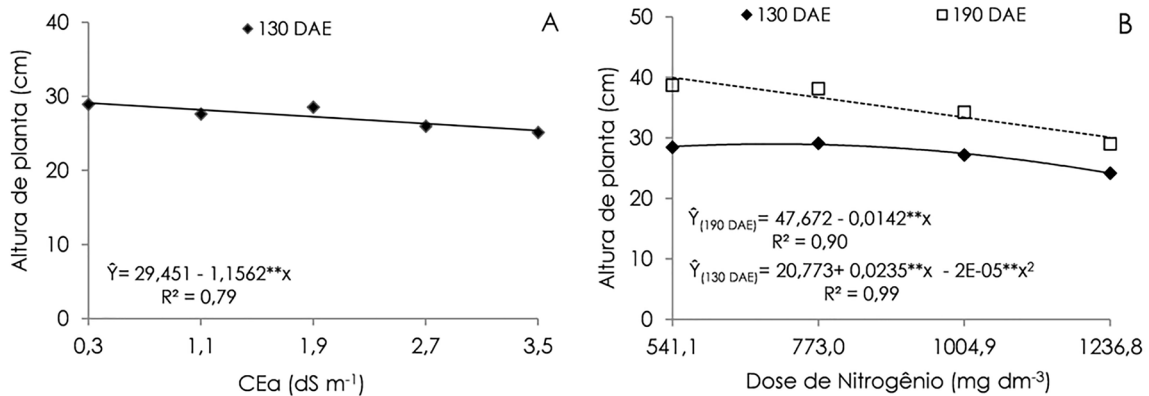 A
130 DAE
Altura de planta (cm)
40
30
20
10
0
Ŷ= 29,451 - 1,1562**x
R² = 0,79
0,3 1,1 1,9 2,7 3,5
CEa (dS m⁻¹)
B
130 DAE 190 DAE
Altura de planta (cm)
50
40
30
20
10
0
Ŷ(190 DAE)= 47,672 - 0,0142**x
R² = 0,90
Ŷ(130 DAE)= 20,773+ 0,0235**x - 2E-05**x²
R² = 0,99
541,1 773,0 1004,9 1236,8
Dose de Nitrogênio (mg dm⁻³)